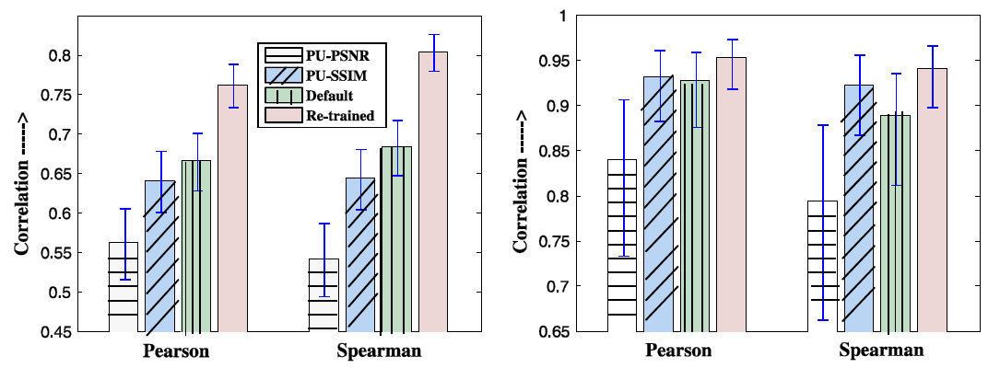 0.8
0.75
0.7
0.65
0.6
0.55
0.5
0.45
Correlation ----->
PU-PSNR
PU-SSIM
Default
Re-trained
Pearson
Spearman
1
0.95
0.9
0.85
0.8
0.75
0.7
0.65
Correlation ----->
Pearson
Spearman